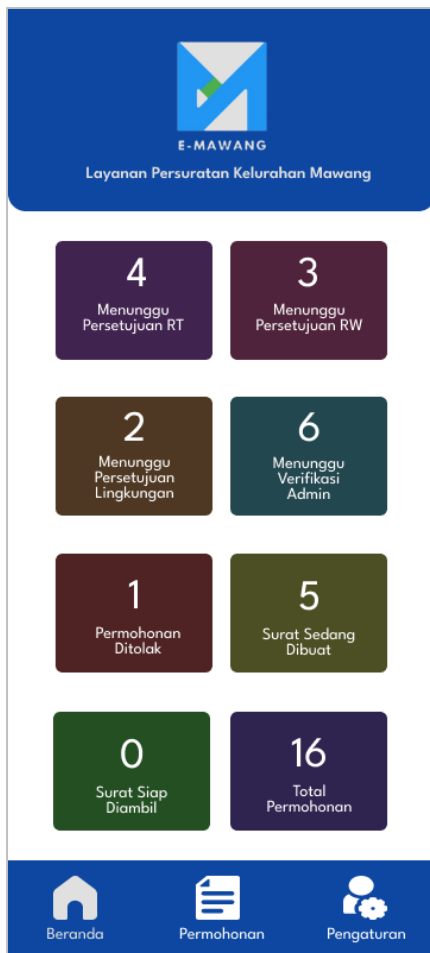 E-MAWANG
Layanan Persuratan Kelurahan Mawang
4
Menunggu
Persetujuan RT
3
Menunggu
Persetujuan RW
2
Menunggu
Persetujuan
Lingkungan
6
Menunggu
Verifikasi
Admin
1
Permohonan
Ditolak
5
Surat Sedang
Dibuat
0
Surat Siap
Diambil
16
Total
Permohonan
Beranda
Permohonan
Pengaturan